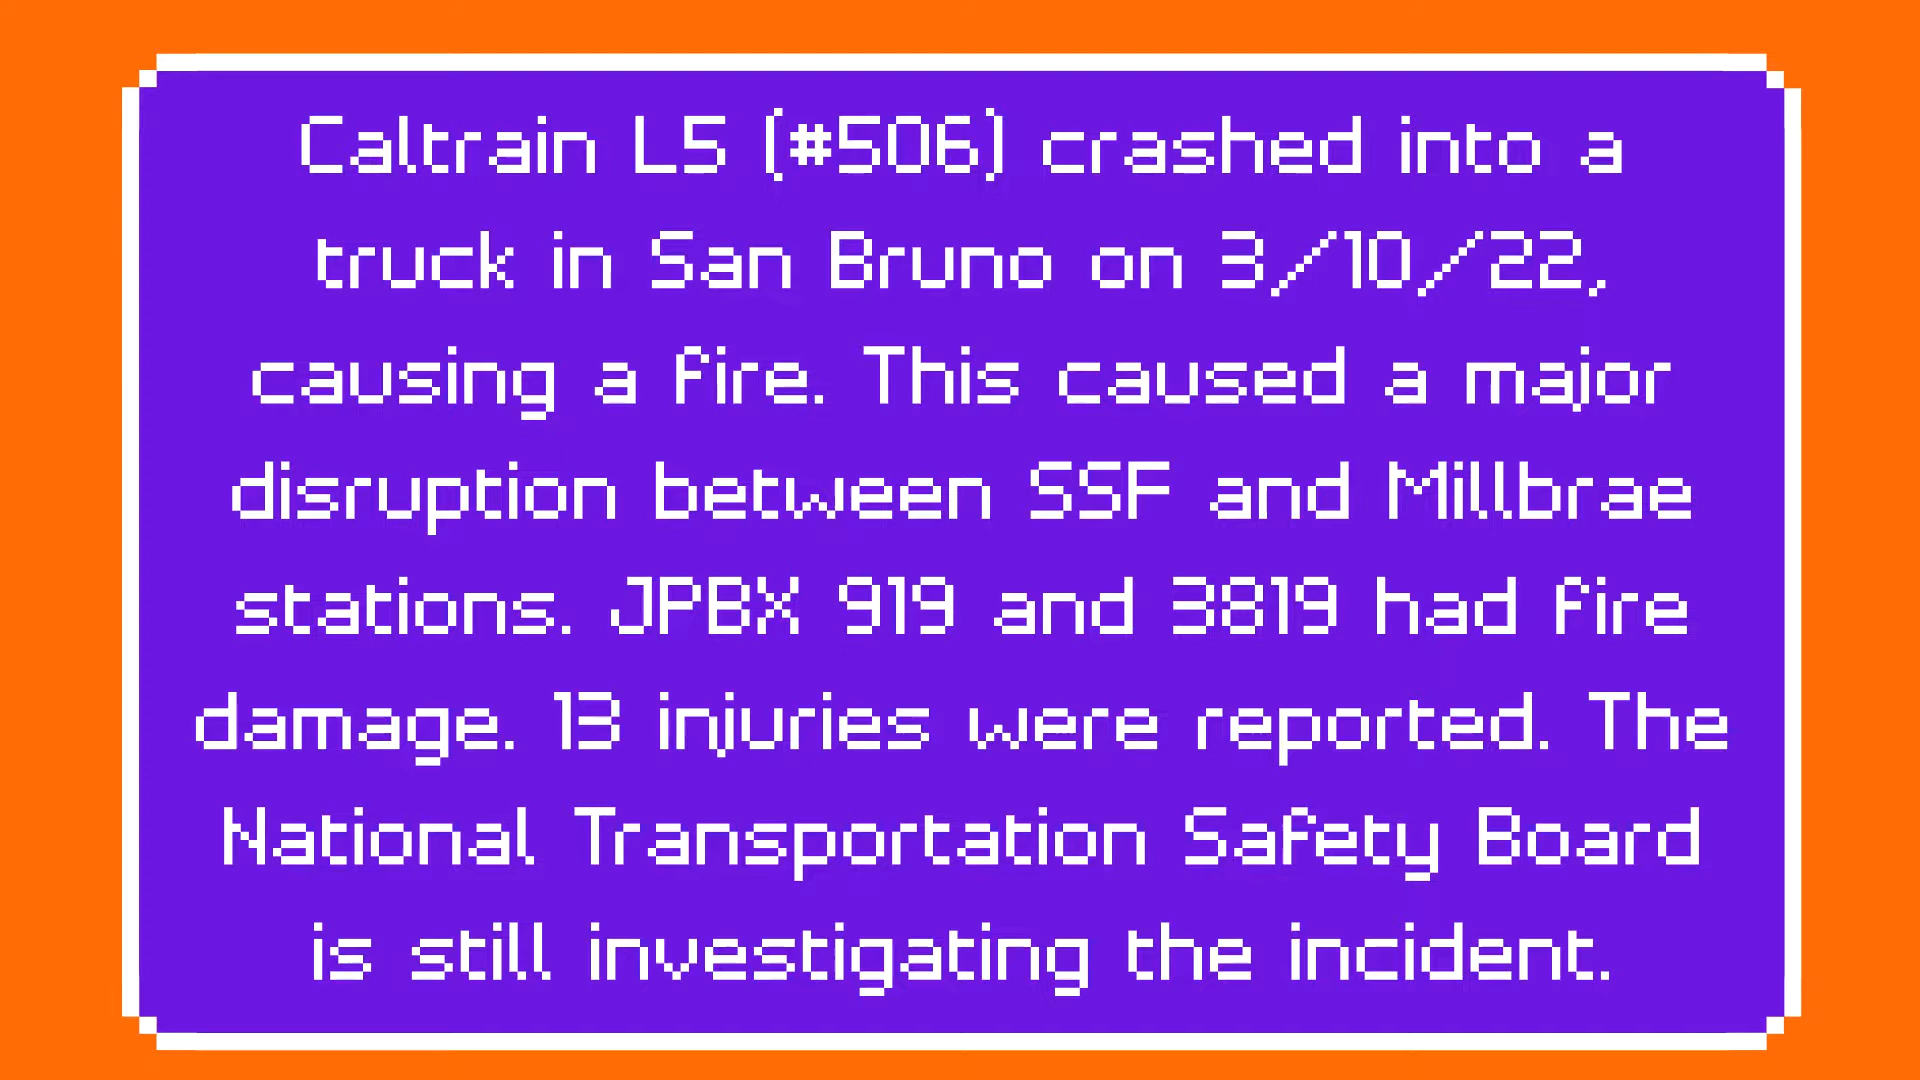 Caltrain L5 (#506) crashed into a
truck in San Bruno on 3/10/22,
causing a fire. This caused a major
disruption between SSF and Millbrae
stations. JPBX 919 and 3819 had fire
damage. 13 injuries were reported. The
National Transportation Safety Board
is still investigating the incident.